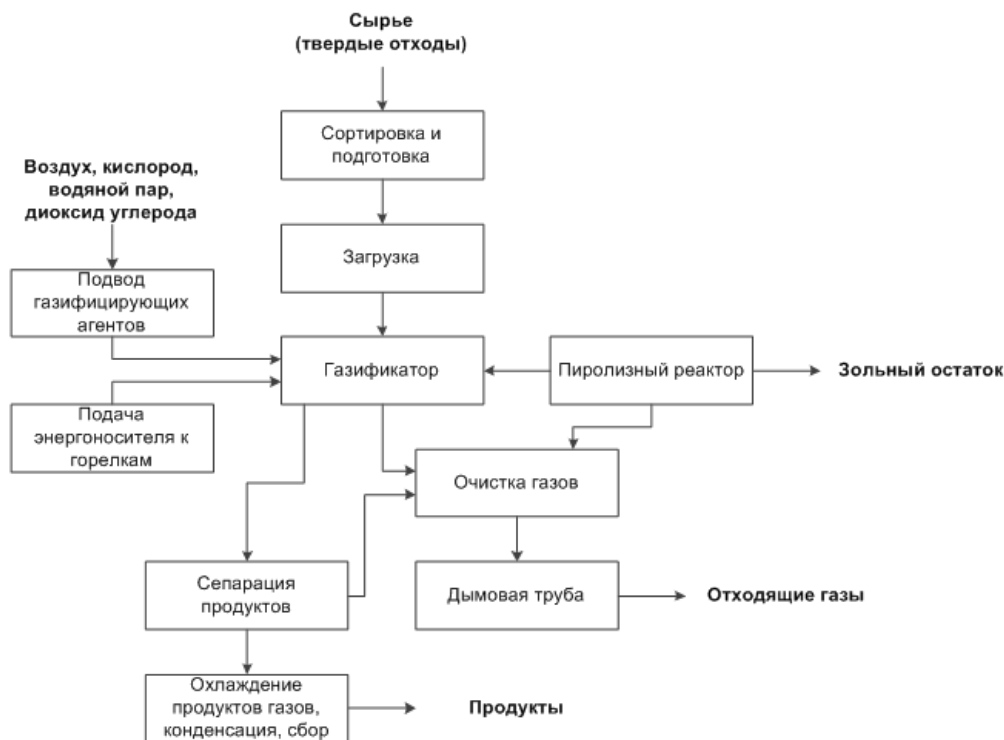 Сырье
(твердые отходы)
Сортировка и
подготовка
Воздух, кислород,
водяной пар,
диоксид углерода
Загрузка
Подвод
газифицирующих
агентов
Газификатор
Пиролизный реактор
Зольный остаток
Подача
энергоносителя к
горелкам
Очистка газов
Сепарация
продуктов
Дымовая труба
Отходящие газы
Охлаждение
продуктов газов,
конденсация, сбор
Продукты